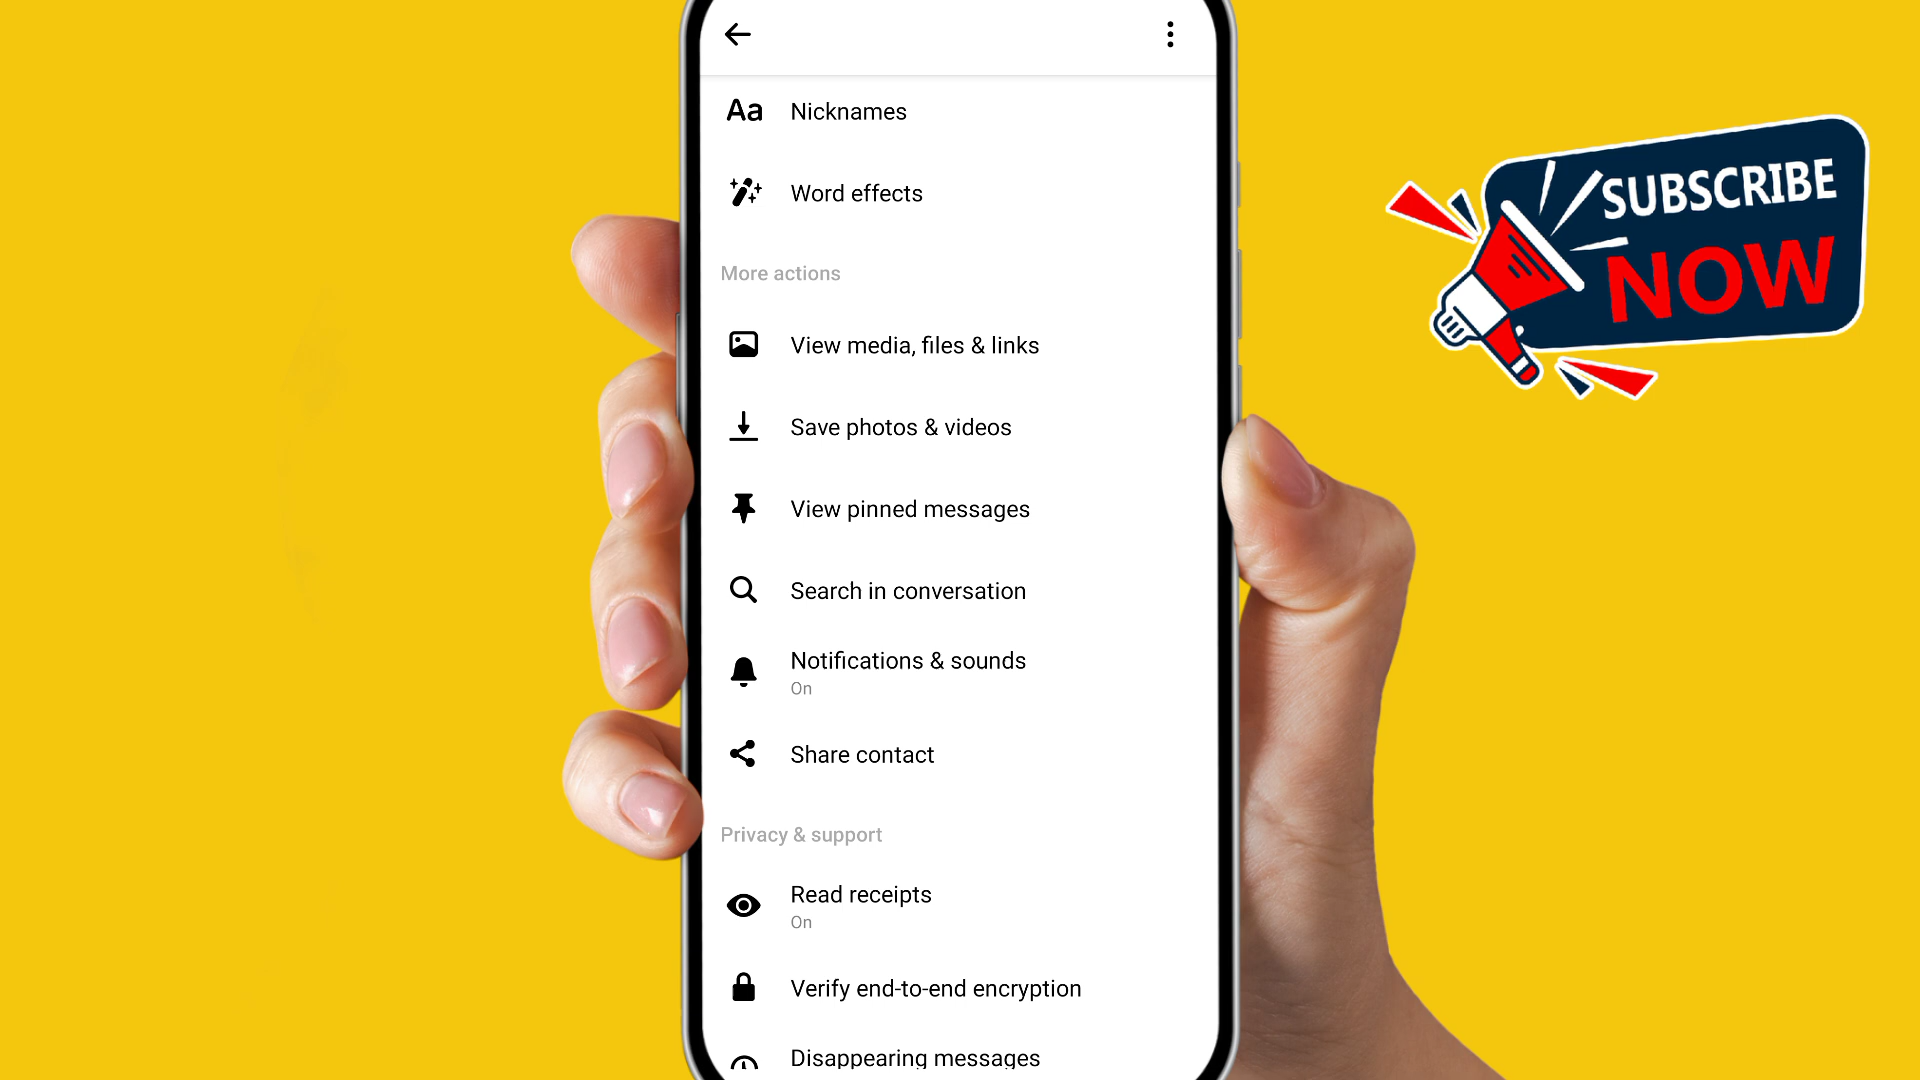 Aa Nicknames
Word effects
More actions
View media, files & links
Save photos & videos
View pinned messages
Search in conversation
Notifications & sounds
On
Share contact
Privacy & support
Read receipts
On
Verify end-to-end encryption
Disappearing messages
SUBSCRIBE
NOW